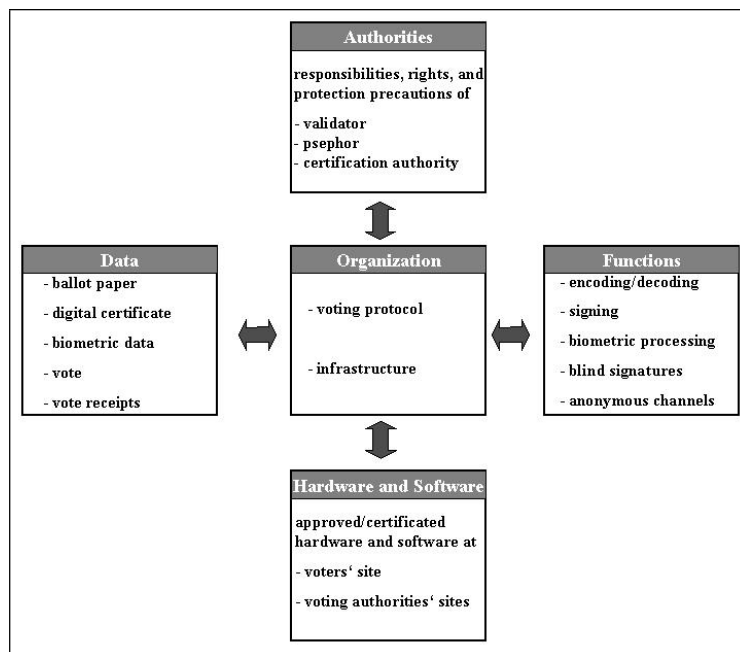 Authorities
responsibilities, rights, and
protection precautions of
- validator
- psephor
- certification authority
Data
- ballot paper
- digital certificate
- biometric data
- vote
- vote receipts
Organization
- voting protocol
- infrastructure
Functions
- encoding/decoding
- signing
- biometric processing
- blind signatures
- anonymous channels
Hardware and Software
approved/certificated
hardware and software at
- voters‘ site
- voting authorities‘ sites